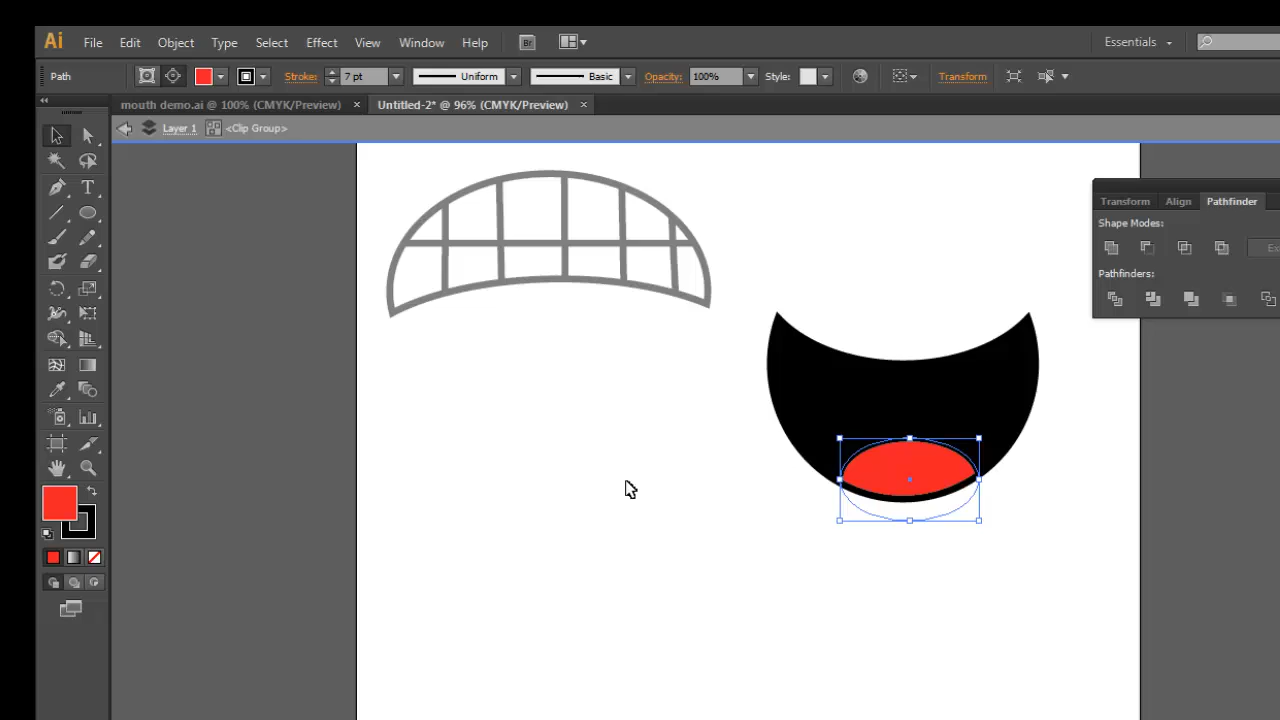 Ai File Edit Object Type Select Effect View Window Help Br Essentials
Path Stroke: 7 pt Uniform Basic Opacity: 100% Style: Transform
mouth demo.ai @ 100% (CMYK/Preview) × Untitled-2* @ 96% (CMYK/Preview) ×
Layer 1 <Clip Group>
Transform Align Pathfinder
Shape Modes:
Ex
Pathfinders: